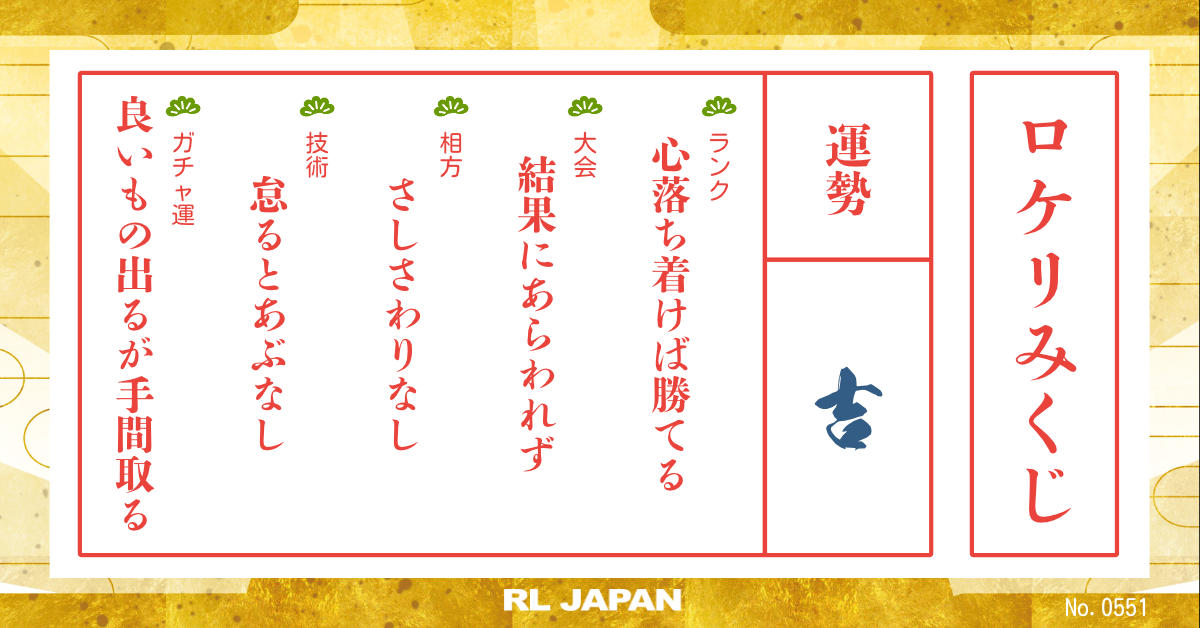 ロケリみくじ
運勢
吉
ランク
心落ち着けば勝てる
大会
結果にあらわれず
相方
さしさわりなし
技術
怠るとあぶなし
ガチャ運
良いもの出るが手間取る
RL JAPAN
No. 0551